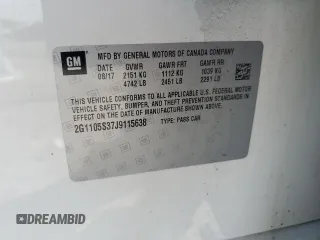 GM
MFD BY GENERAL MOTORS OF CANADA COMPANY
08/17 GVWR GAWR FRT GAWR RR
2151 KG 1112 KG 1039 KG
4742 LB 2451 LB 2291 LB
THIS VEHICLE CONFORMS TO ALL APPLICABLE U.S. FEDERAL MOTOR
VEHICLE SAFETY, BUMPER, AND THEFT PREVENTION STANDARDS IN
EFFECT ON THE DATE OF MANUFACTURE SHOWN ABOVE.
2G1105S37J9115638 TYPE: PASS CAR
DREAMBID